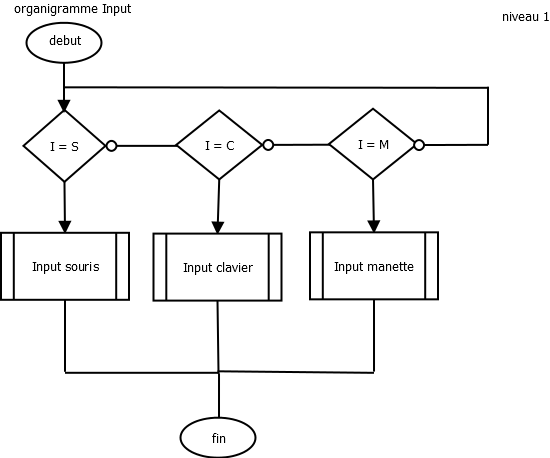 organigramme Input
niveau 1
debut
I = S
I = C
I = M
Input souris
Input clavier
Input manette
fin